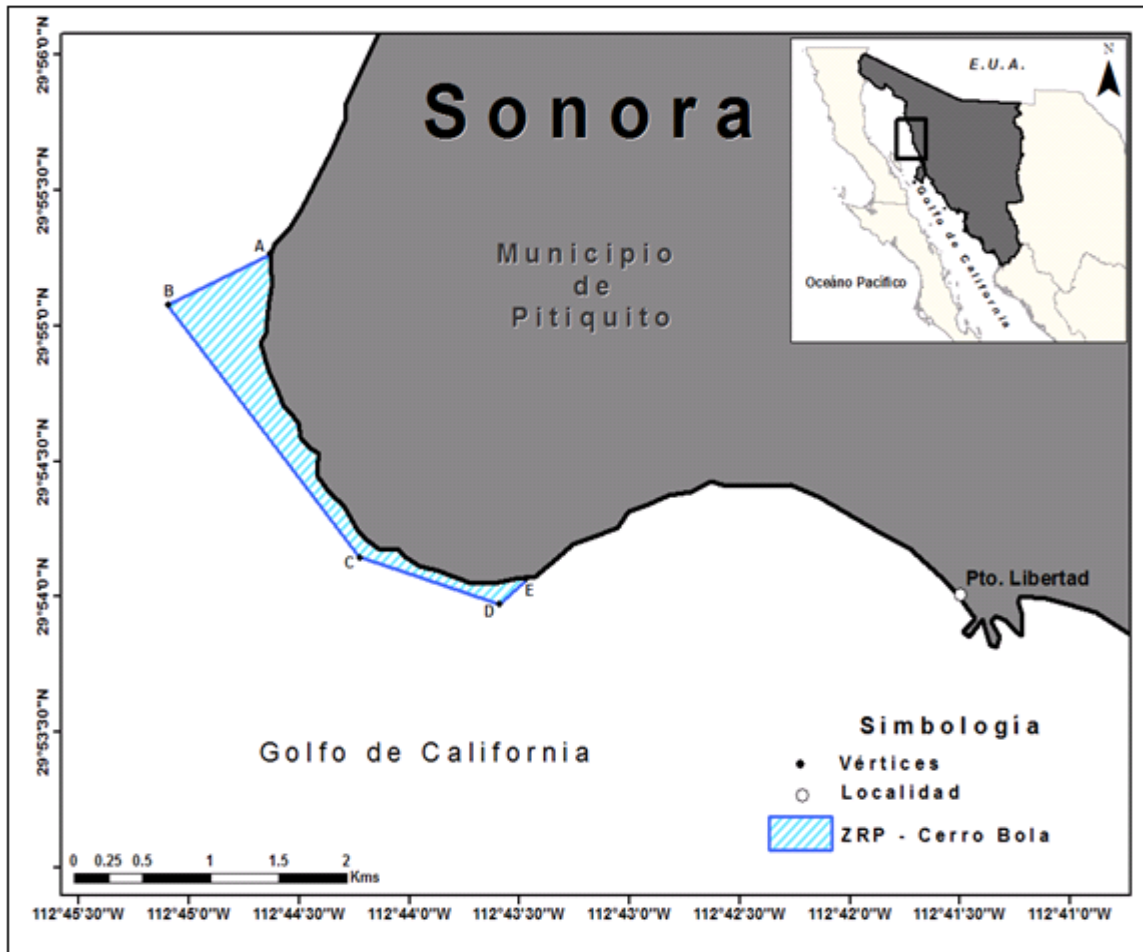 Sonora
Municipio
de
Pitiquito
E.U.A.
N
Golfo de California
Oceáno Pacífico
A
B
C
D
E
Pto. Libertad
Golfo de California
Simbología
Vértices
Localidad
ZRP - Cerro Bola
0 0.25 0.5 1 1.5 2
Kms
29°56'0"N
29°55'30"N
29°55'0"N
29°54'30"N
29°54'0"N
29°53'30"N
112°45'30"W 112°45'0"W 112°44'30"W 112°44'0"W 112°43'30"W 112°43'0"W 112°42'30"W 112°42'0"W 112°41'30"W 112°41'0"W